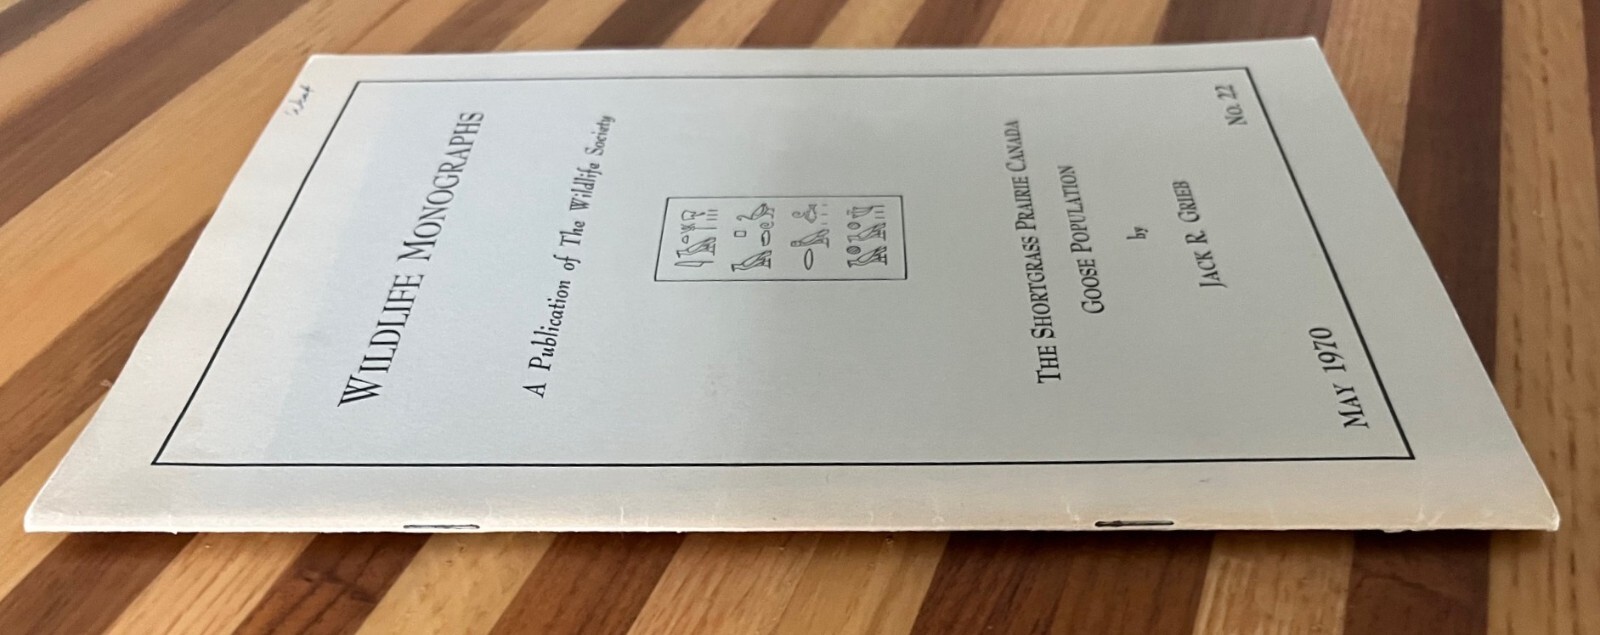 WILDLIFE MONOGRAPHS
A Publication of The Wildlife Society
THE SHORTGRASS PRAIRIE CANADA
GOOSE POPULATION
by
JACK R. GRIEB
MAY 1970
No. 22